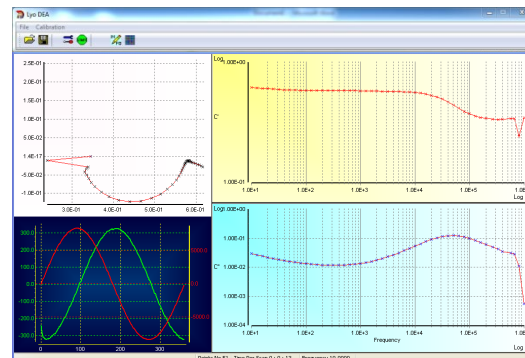 Lyo DEA
File Calibration
Log
1.00E+00
C'
1.00E-01
1.0E+1 1.0E+2 1.0E+3 1.0E+4 1.0E+5
Log
2.5E-01
2.0E-01
1.5E-01
1.0E-01
5.0E-02
1.4E-17
-5.0E-02
-1.0E-01
3.0E-01 4.0E-01 5.0E-01 6.0E-01
300.0
200.0
100.0
0.0
-100.0
-200.0
-300.0
0 100 200 300
1.00E-01
1.00E-02
1.00E-03
1.00E-04
1.0E+1 1.0E+2 1.0E+3 1.0E+4 1.0E+5
Frequency
Log